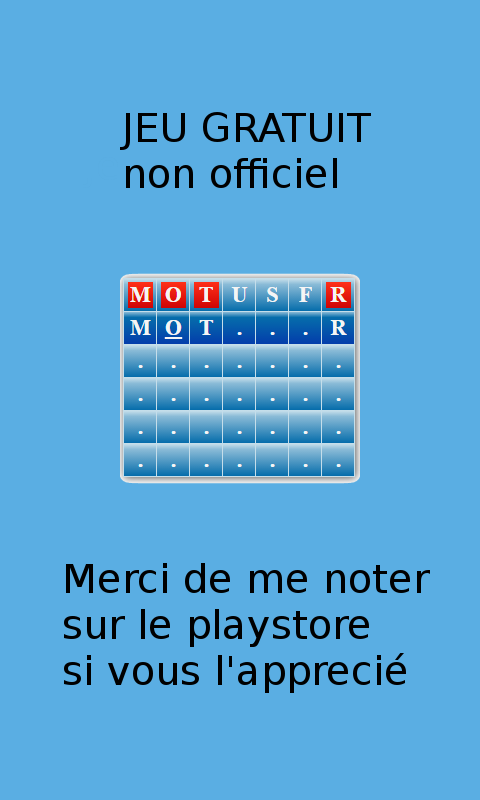 JEU GRATUIT
non officiel
M O T U S F R
M O T . . . R
. . . . . . .
. . . . . . .
. . . . . . .
. . . . . . .
Merci de me noter
sur le playstore
si vous l'apprecié